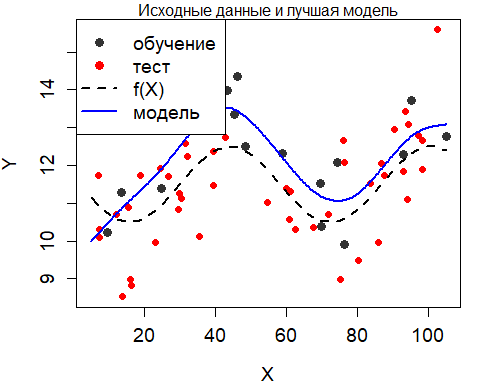 Исходные данные и лучшая модель
обучение
тест
f(X)
модель
14
12
10
9
Y
20 40 60 80 100
X